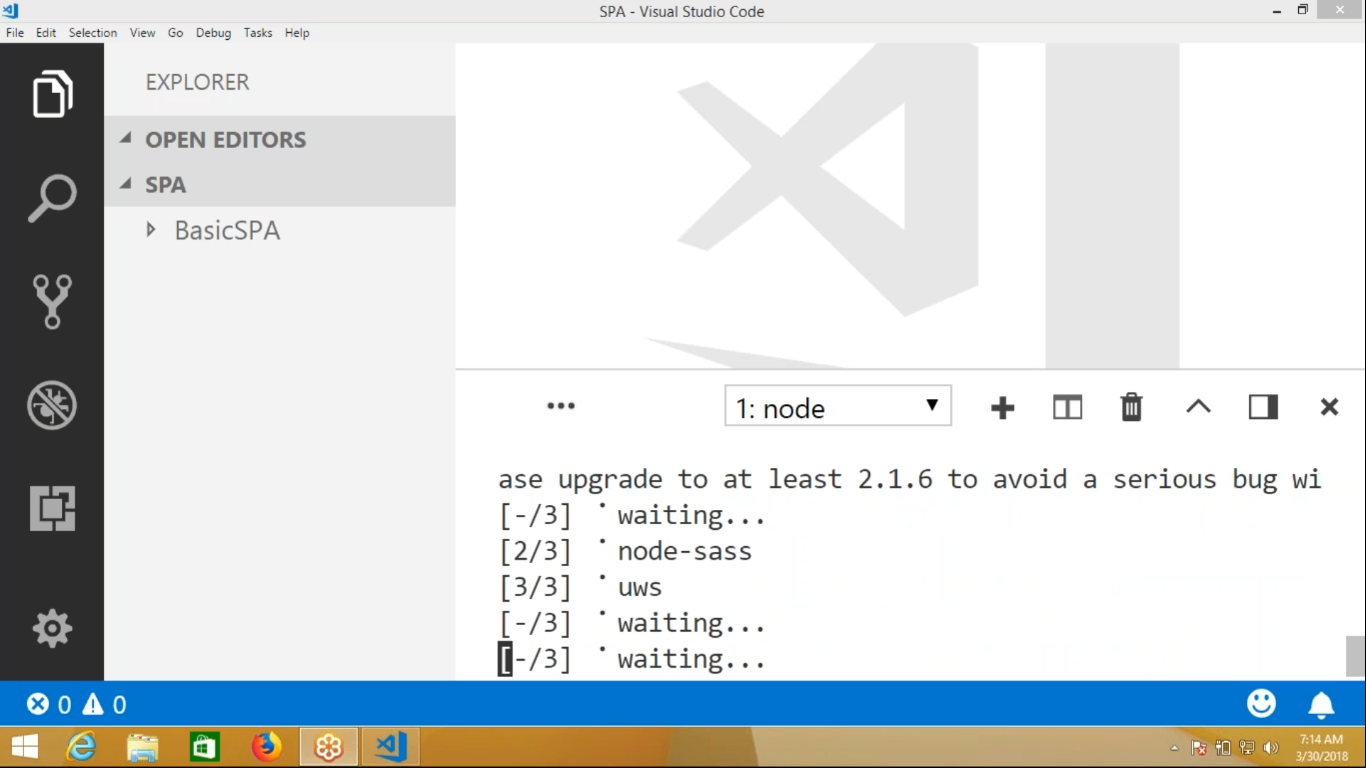 SPA - Visual Studio Code
File Edit Selection View Go Debug Tasks Help
EXPLORER
OPEN EDITORS
SPA
BasicSPA
1: node
ase upgrade to at least 2.1.6 to avoid a serious bug wi
[-/3] ⠁ waiting...
[2/3] ⠁ node-sass
[3/3] ⠁ uws
[-/3] ⠁ waiting...
[-/3] ⠁ waiting...
0 0
7:14 AM
3/30/2018